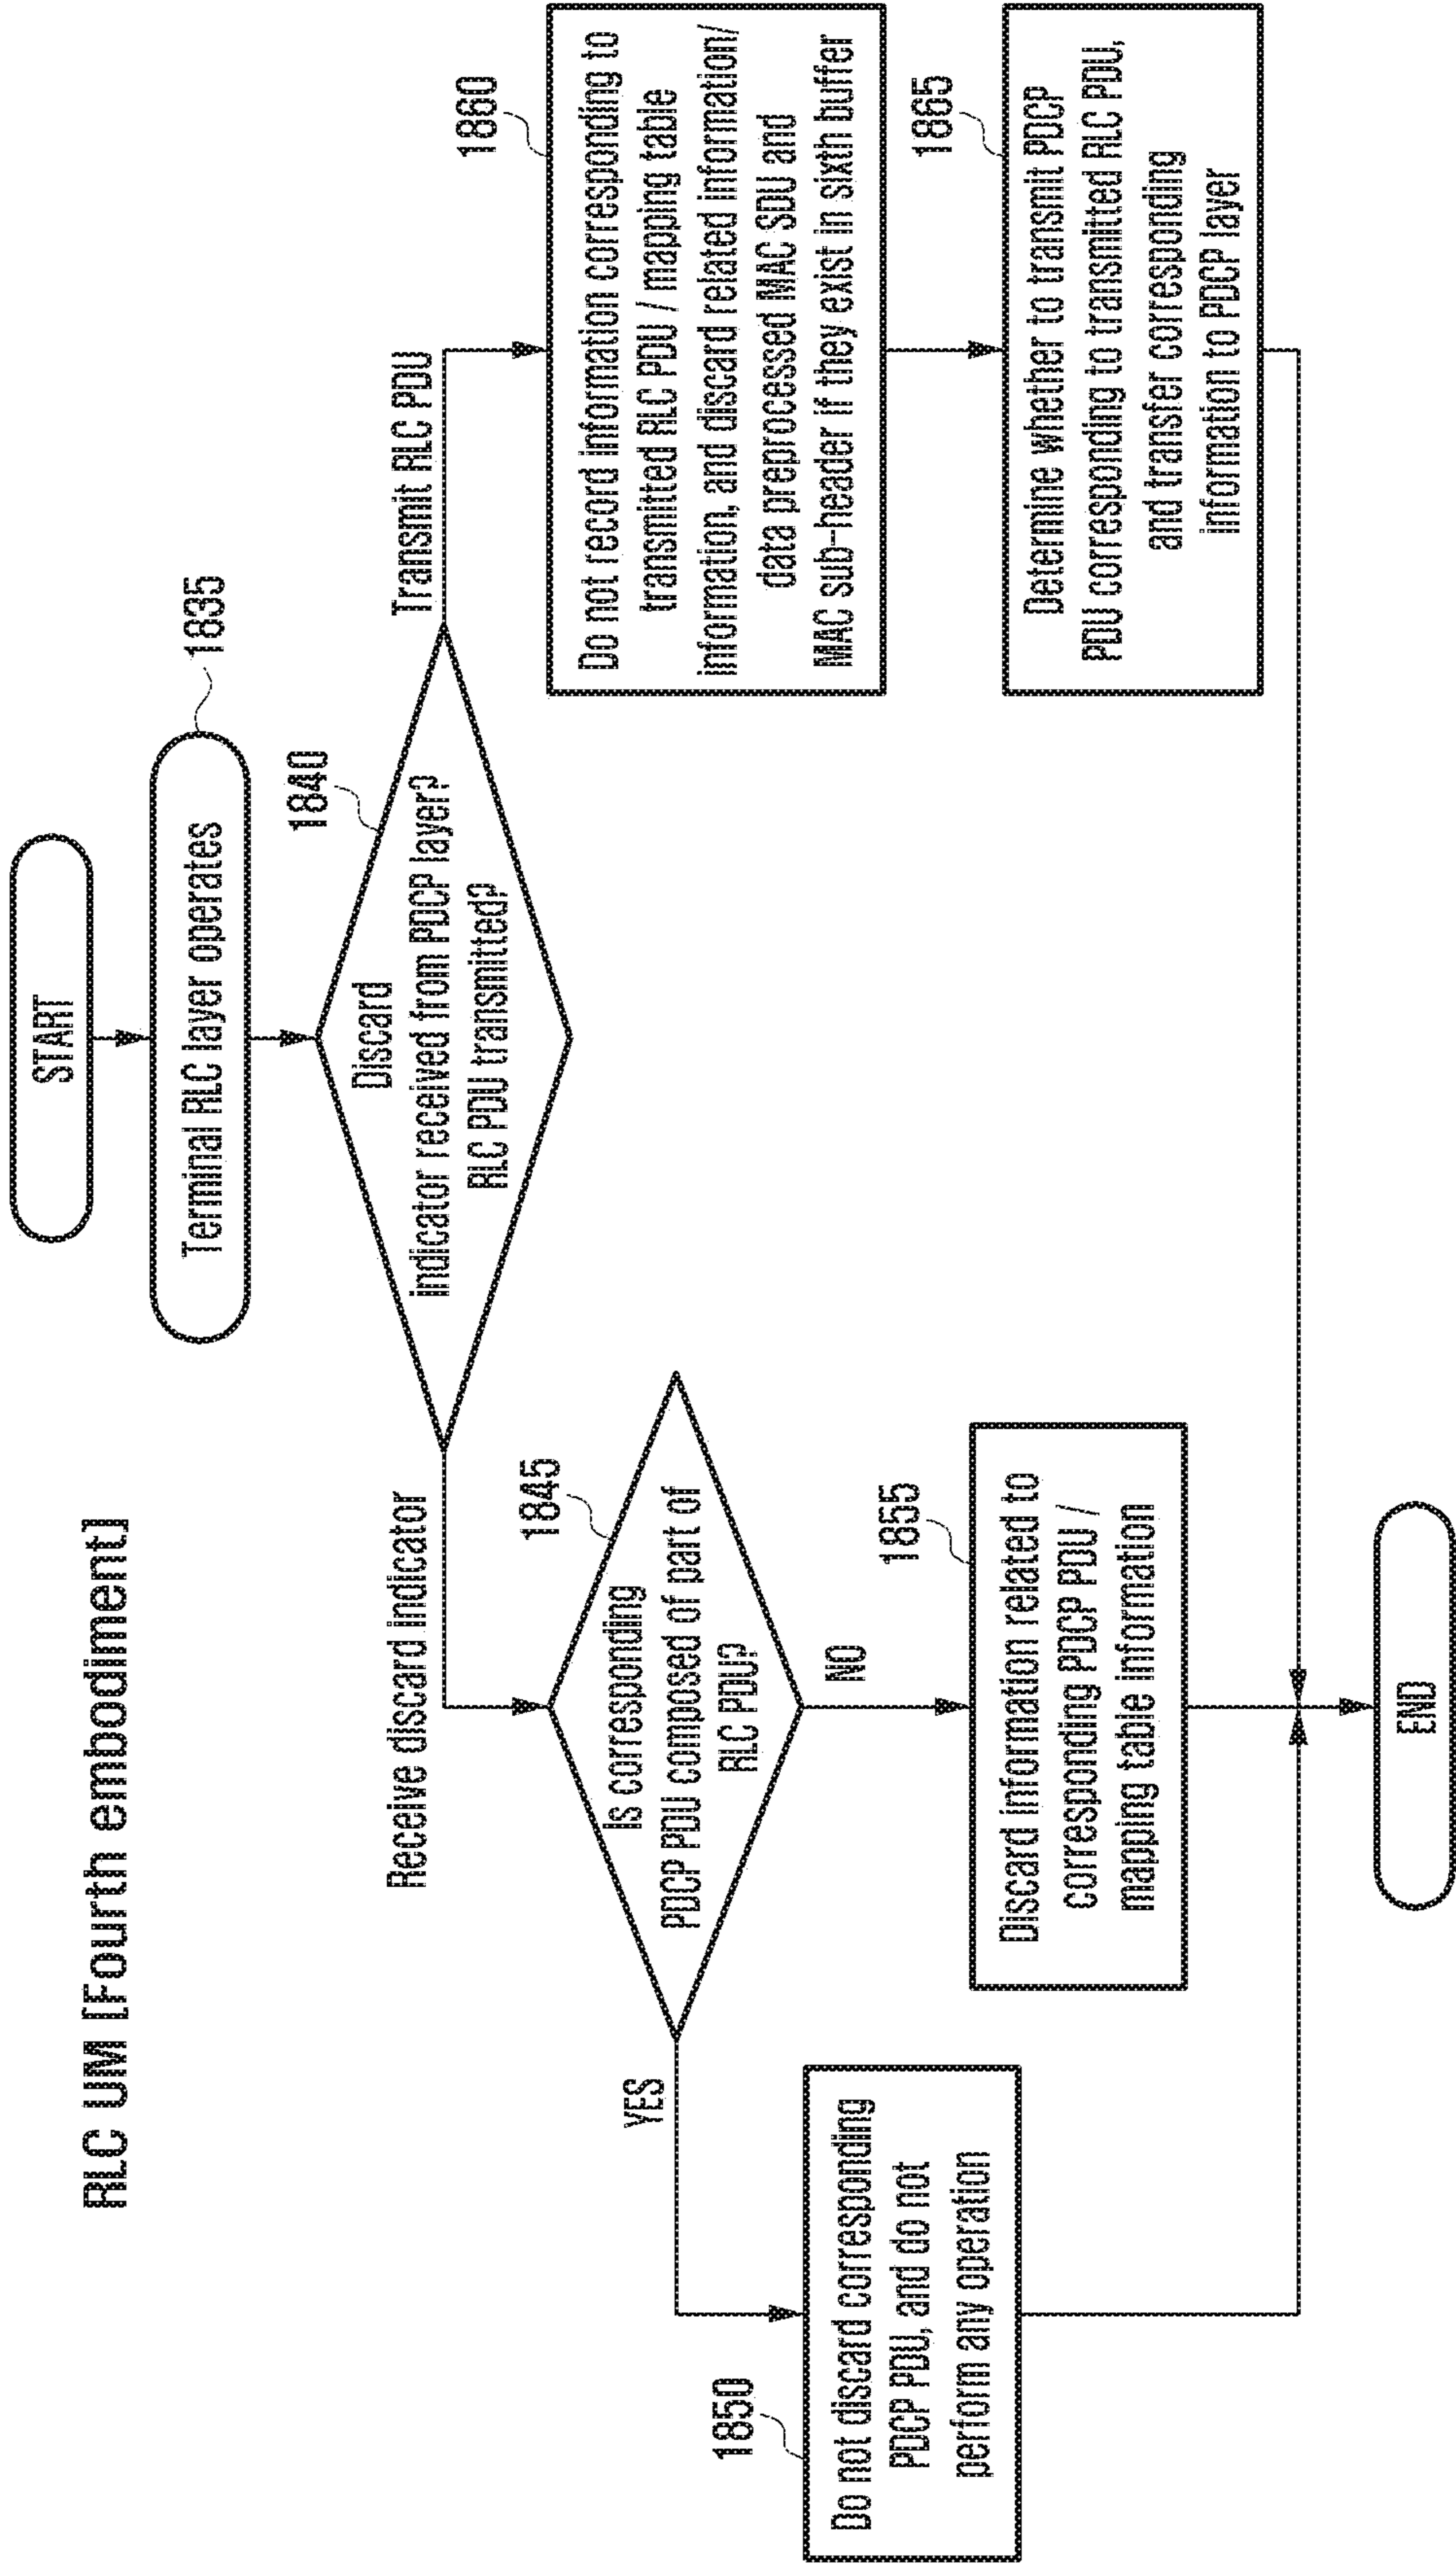 RLC UM [Fourth embodiment]
START
Terminal RLC layer operates
1835
1840
Discard
indicator received from PDCP layer?
RLC PDU transmitted?
Receive discard indicator
Transmit RLC PDU
1845
Is corresponding
PDCP PDU composed of part of
RLC PDU?
YES
NO
1850
Do not discard corresponding
PDCP PDU, and do not
perform any operation
1855
Discard information related to
corresponding PDCP PDU /
mapping table information
1860
Do not record information corresponding to
transmitted RLC PDU / mapping table
information, and discard related information/
data preprocessed MAC SDU and
MAC sub-header if they exist in sixth buffer
1865
Determine whether to transmit PDCP
PDU corresponding to transmitted RLC PDU,
and transfer corresponding
information to PDCP layer
END